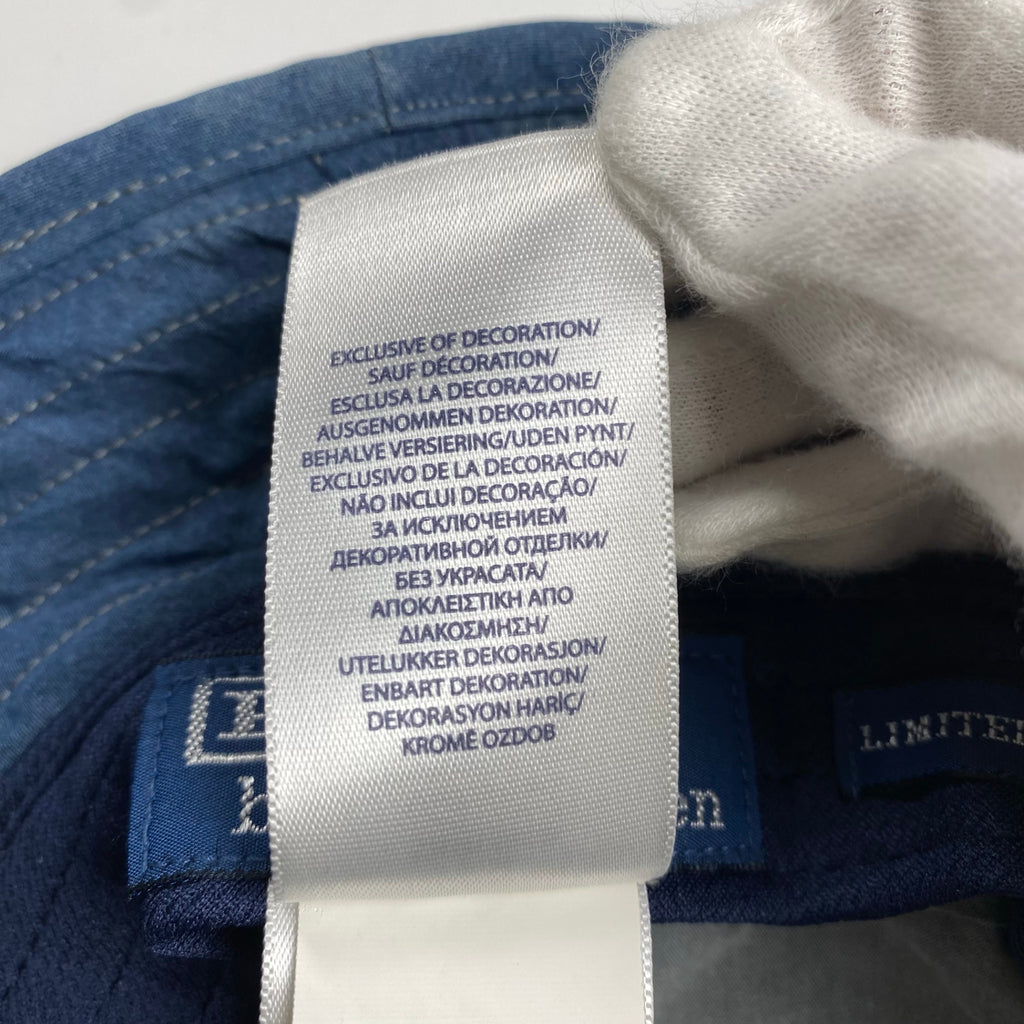 EXCLUSIVE OF DECORATION/
SAUF DÉCORATION/
ESCLUSA LA DECORAZIONE/
AUSGENOMMEN DEKORATION/
BEHALVE VERSIERING/UDEN PYNT/
EXCLUSIVO DE LA DECORACIÓN/
NÃO INCLUI DECORAÇÃO/
ЗА ИСКЛЮЧЕНИЕМ
ДЕКОРАТИВНОЙ ОТДЕЛКИ/
БЕЗ УКРАСАТА/
ΑΠΟΚΛΕΙΣΤΙΚΗ ΑΠΟ
ΔΙΑΚΟΣΜΗΣΗ/
UTELUKKER DEKORASJON/
ENBART DEKORATION/
DEKORASYON HARIÇ/
KROMĚ OZDOB